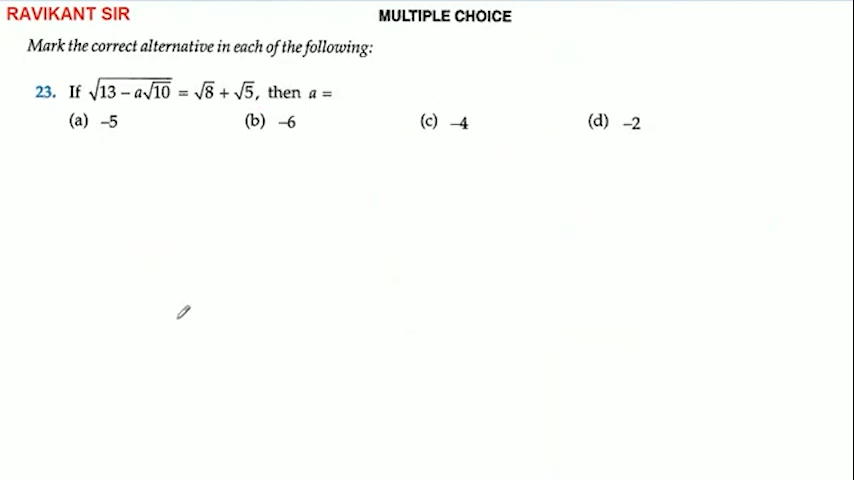 RAVIKANT SIR
MULTIPLE CHOICE
Mark the correct alternative in each of the following:
23. If √(13 – a√10) = √8 + √5, then a =
(a) –5 (b) –6 (c) –4 (d) –2